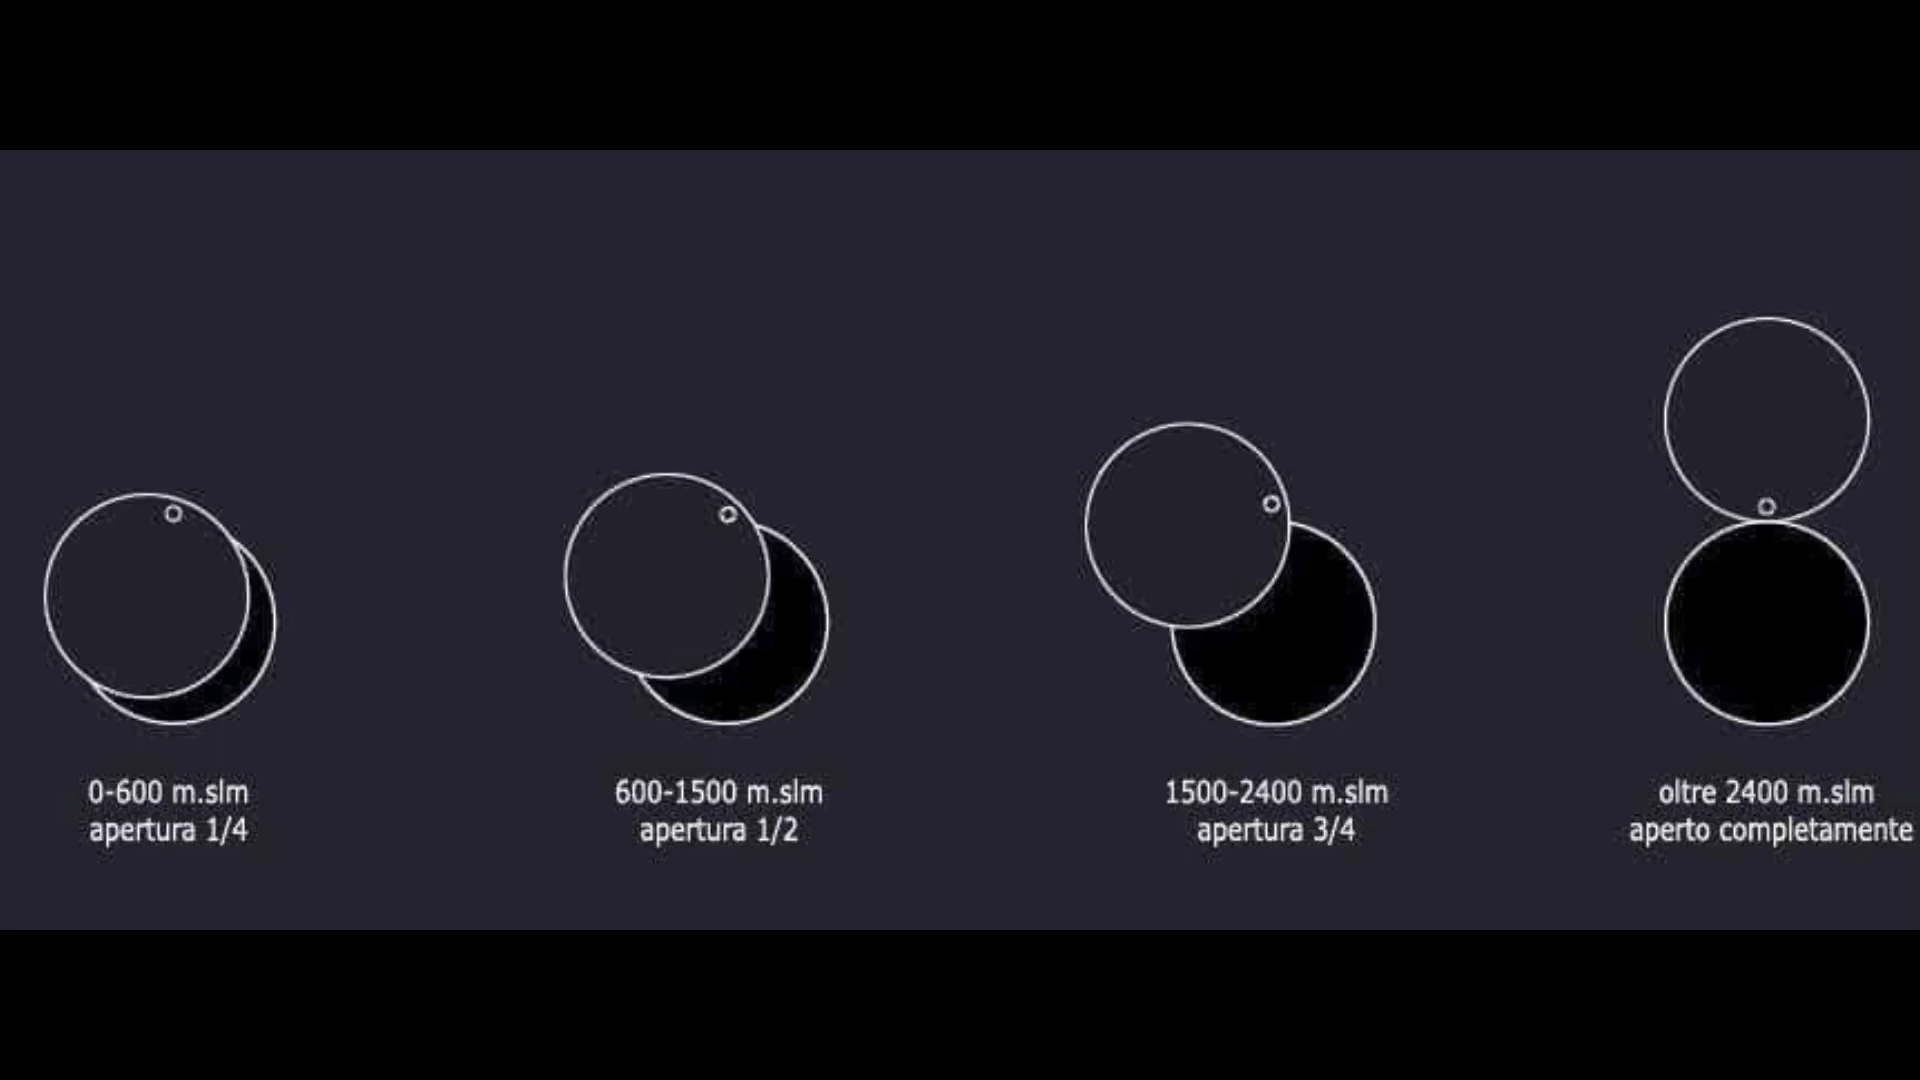 0-600 m.slm
apertura 1/4
600-1500 m.slm
apertura 1/2
1500-2400 m.slm
apertura 3/4
oltre 2400 m.slm
aperto completamente